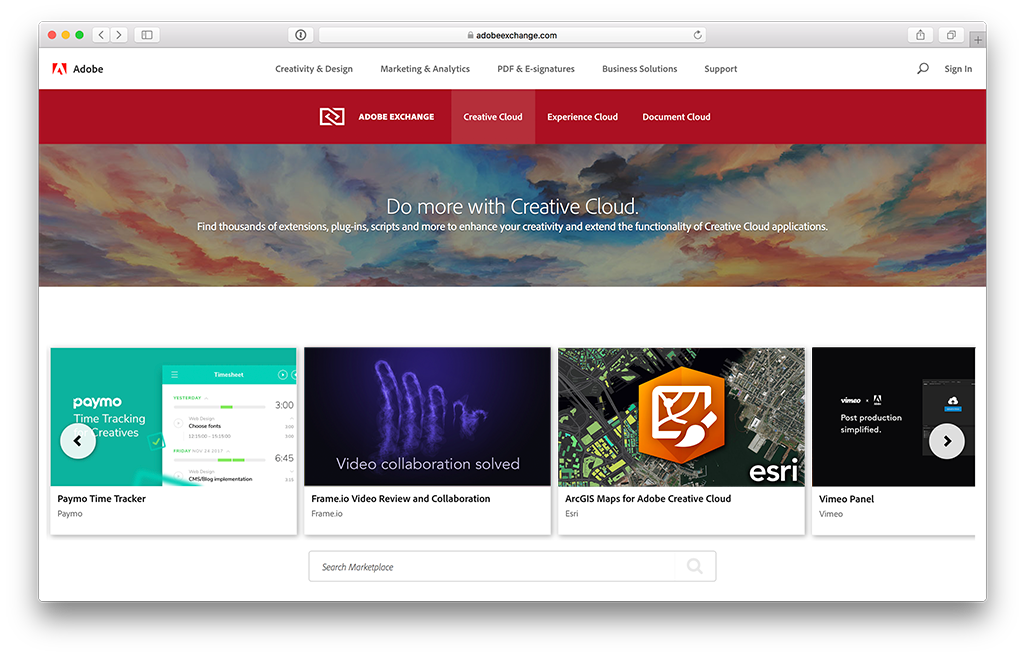 adobeexchange.com
Adobe
Creativity & Design
Marketing & Analytics
PDF & E-signatures
Business Solutions
Support
Sign In
ADOBE EXCHANGE
Creative Cloud
Experience Cloud
Document Cloud
Do more with Creative Cloud.
Find thousands of extensions, plug-ins, scripts and more to enhance your creativity and extend the functionality of Creative Cloud applications.
paymo
Time Tracking
Creatives
Timesheet
YESTERDAY
3:00
Web Design
Choose fonts
3:00
12:15:00 - 15:15:00
FRIDAY NOV 24 2017
6:45
Web Design
CMS/Blog implementation
3:15
Paymo Time Tracker
Paymo
Video collaboration solved
Frame.io Video Review and Collaboration
Frame.io
esri
ArcGIS Maps for Adobe Creative Cloud
Esri
vimeo
Post production
simplified.
Vimeo Panel
Vimeo
Search Marketplace